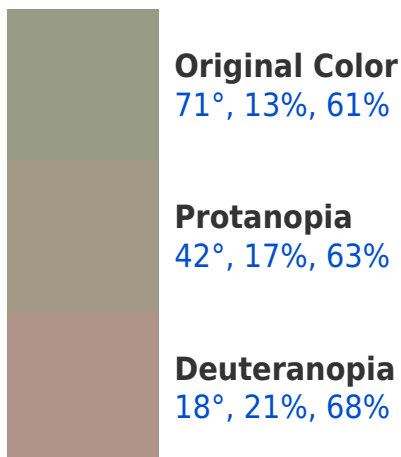 Original Color
71°, 13%, 61%
Protanopia
42°, 17%, 63%
Deuteranopia
18°, 21%, 68%